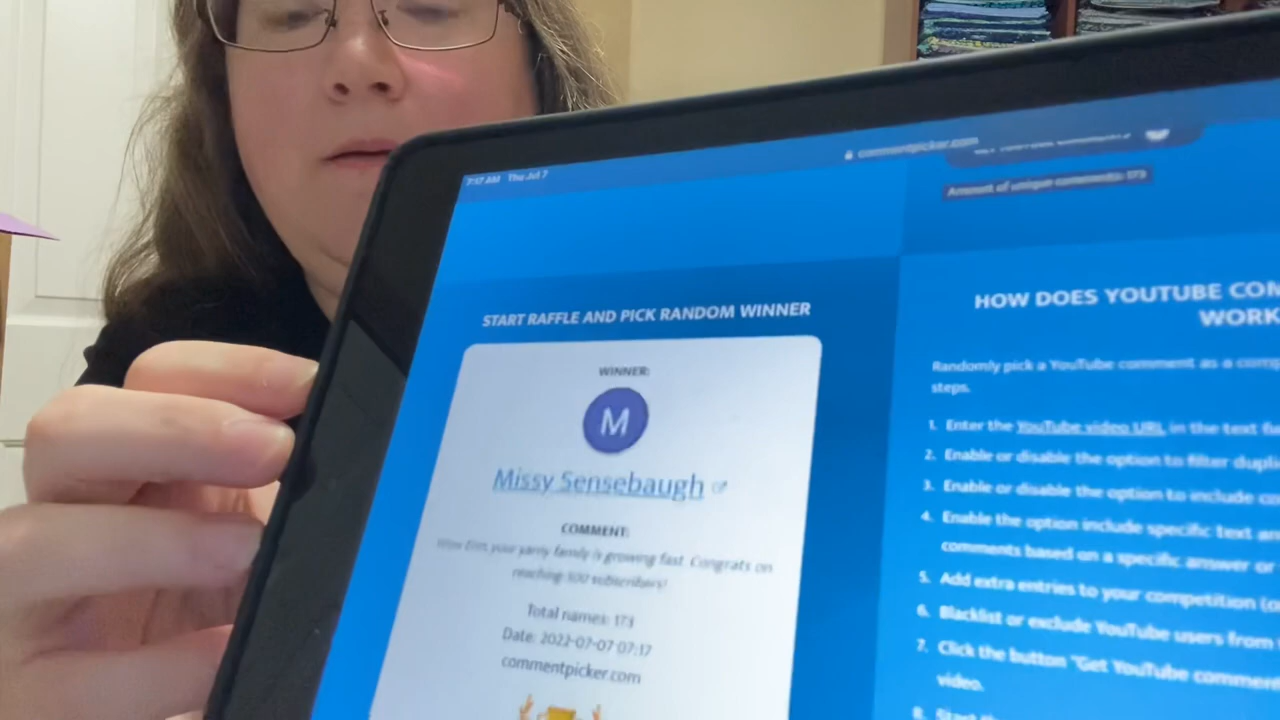 7:17 AM Thu Jul 7
commentpicker.com
Amount of unique comments: 173
START RAFFLE AND PICK RANDOM WINNER
WINNER:
M
Missy Sensebaugh
COMMENT:
Wow Erin your yarny family is growing fast. Congrats on
reaching 500 subscribers!
Total names: 173
Date: 2022-07-07 07:17
commentpicker.com
HOW DOES YOUTUBE COM
WORK
Randomly pick a YouTube comment as a comp
steps.
1. Enter the YouTube video URL in the text fi
2. Enable or disable the option to filter dupli
3. Enable or disable the option to include co
4. Enable the option include specific text an
comments based on a specific answer or
5. Add extra entries to your competition (o
6. Blacklist or exclude YouTube users from
7. Click the button "Get YouTube comment
video.
8. Start